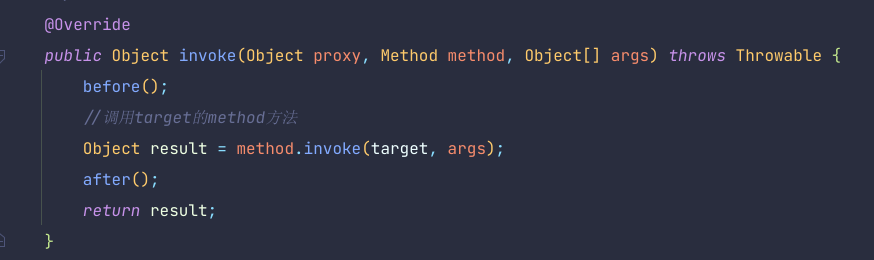 @Override
public Object invoke(Object proxy, Method method, Object[] args) throws Throwable {
before();
//调用target的method方法
Object result = method.invoke(target, args);
after();
return result;
}